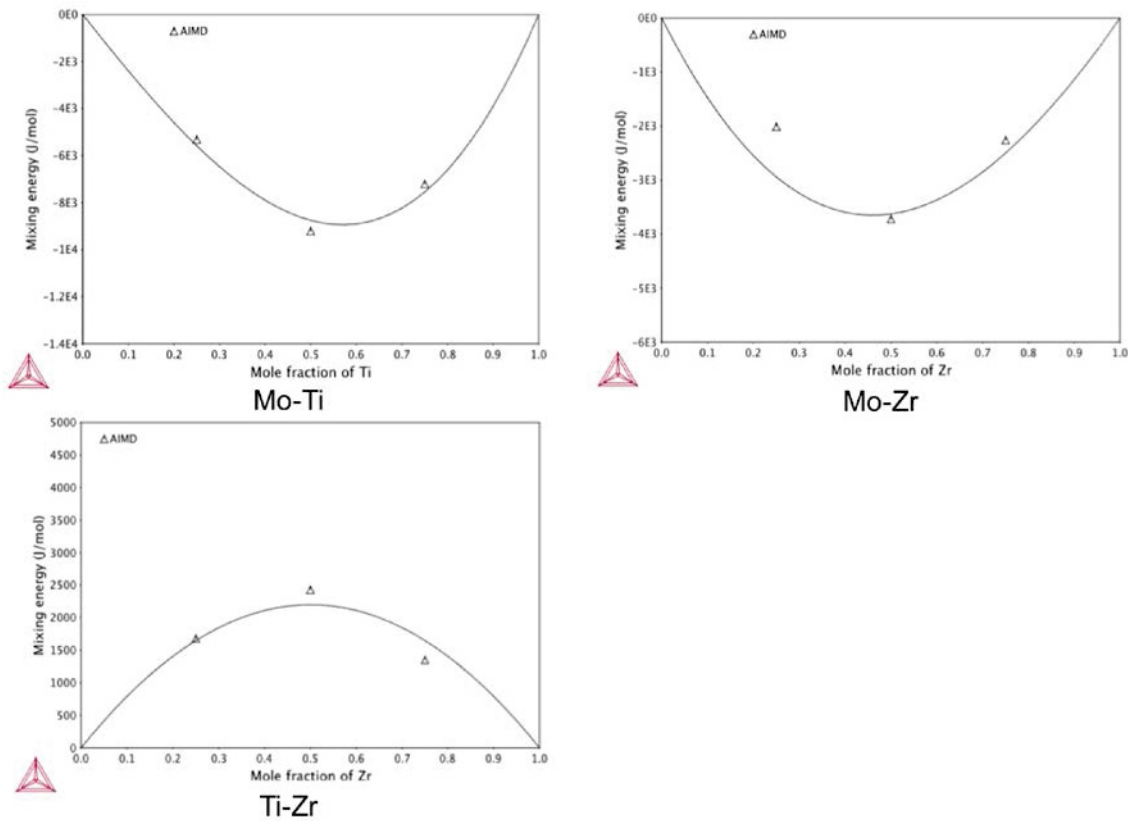 0E0
-2E3
-4E3
-6E3
-8E3
-1E4
-1.2E4
-1.4E4
Mixing energy (J/mol)
AIMD
0.0 0.1 0.2 0.3 0.4 0.5 0.6 0.7 0.8 0.9 1.0
Mole fraction of Ti
Mo-Ti
0E0
-1E3
-2E3
-3E3
-4E3
-5E3
-6E3
Mixing energy (J/mol)
AIMD
0.0 0.1 0.2 0.3 0.4 0.5 0.6 0.7 0.8 0.9 1.0
Mole fraction of Zr
Mo-Zr
5000
4500
4000
3500
3000
2500
2000
1500
1000
500
0
Mixing energy (J/mol)
AIMD
0.0 0.1 0.2 0.3 0.4 0.5 0.6 0.7 0.8 0.9 1.0
Mole fraction of Zr
Ti-Zr